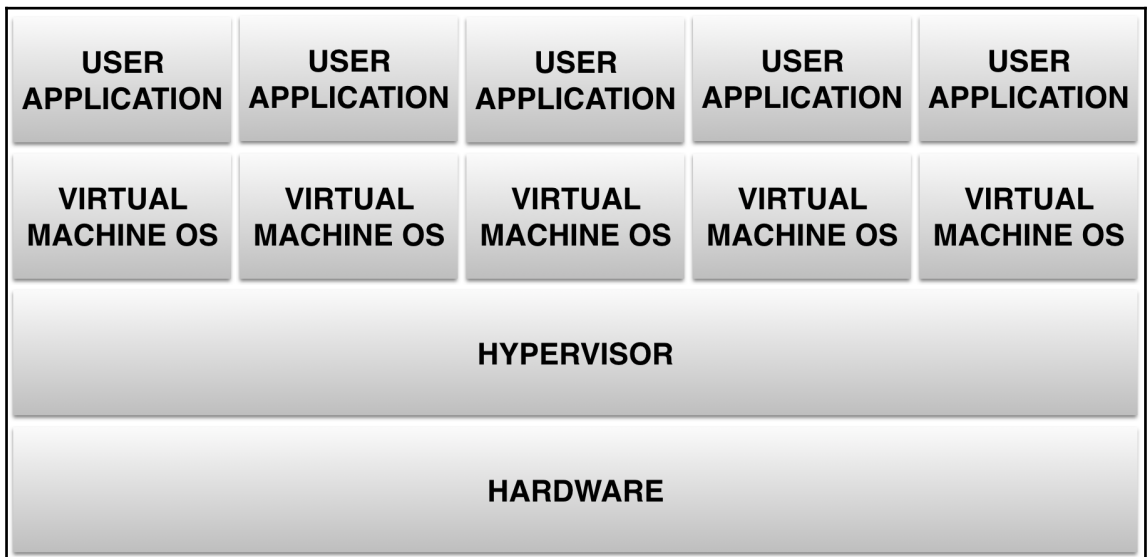 USER
APPLICATION
USER
APPLICATION
USER
APPLICATION
USER
APPLICATION
USER
APPLICATION
VIRTUAL
MACHINE OS
VIRTUAL
MACHINE OS
VIRTUAL
MACHINE OS
VIRTUAL
MACHINE OS
VIRTUAL
MACHINE OS
HYPERVISOR
HARDWARE